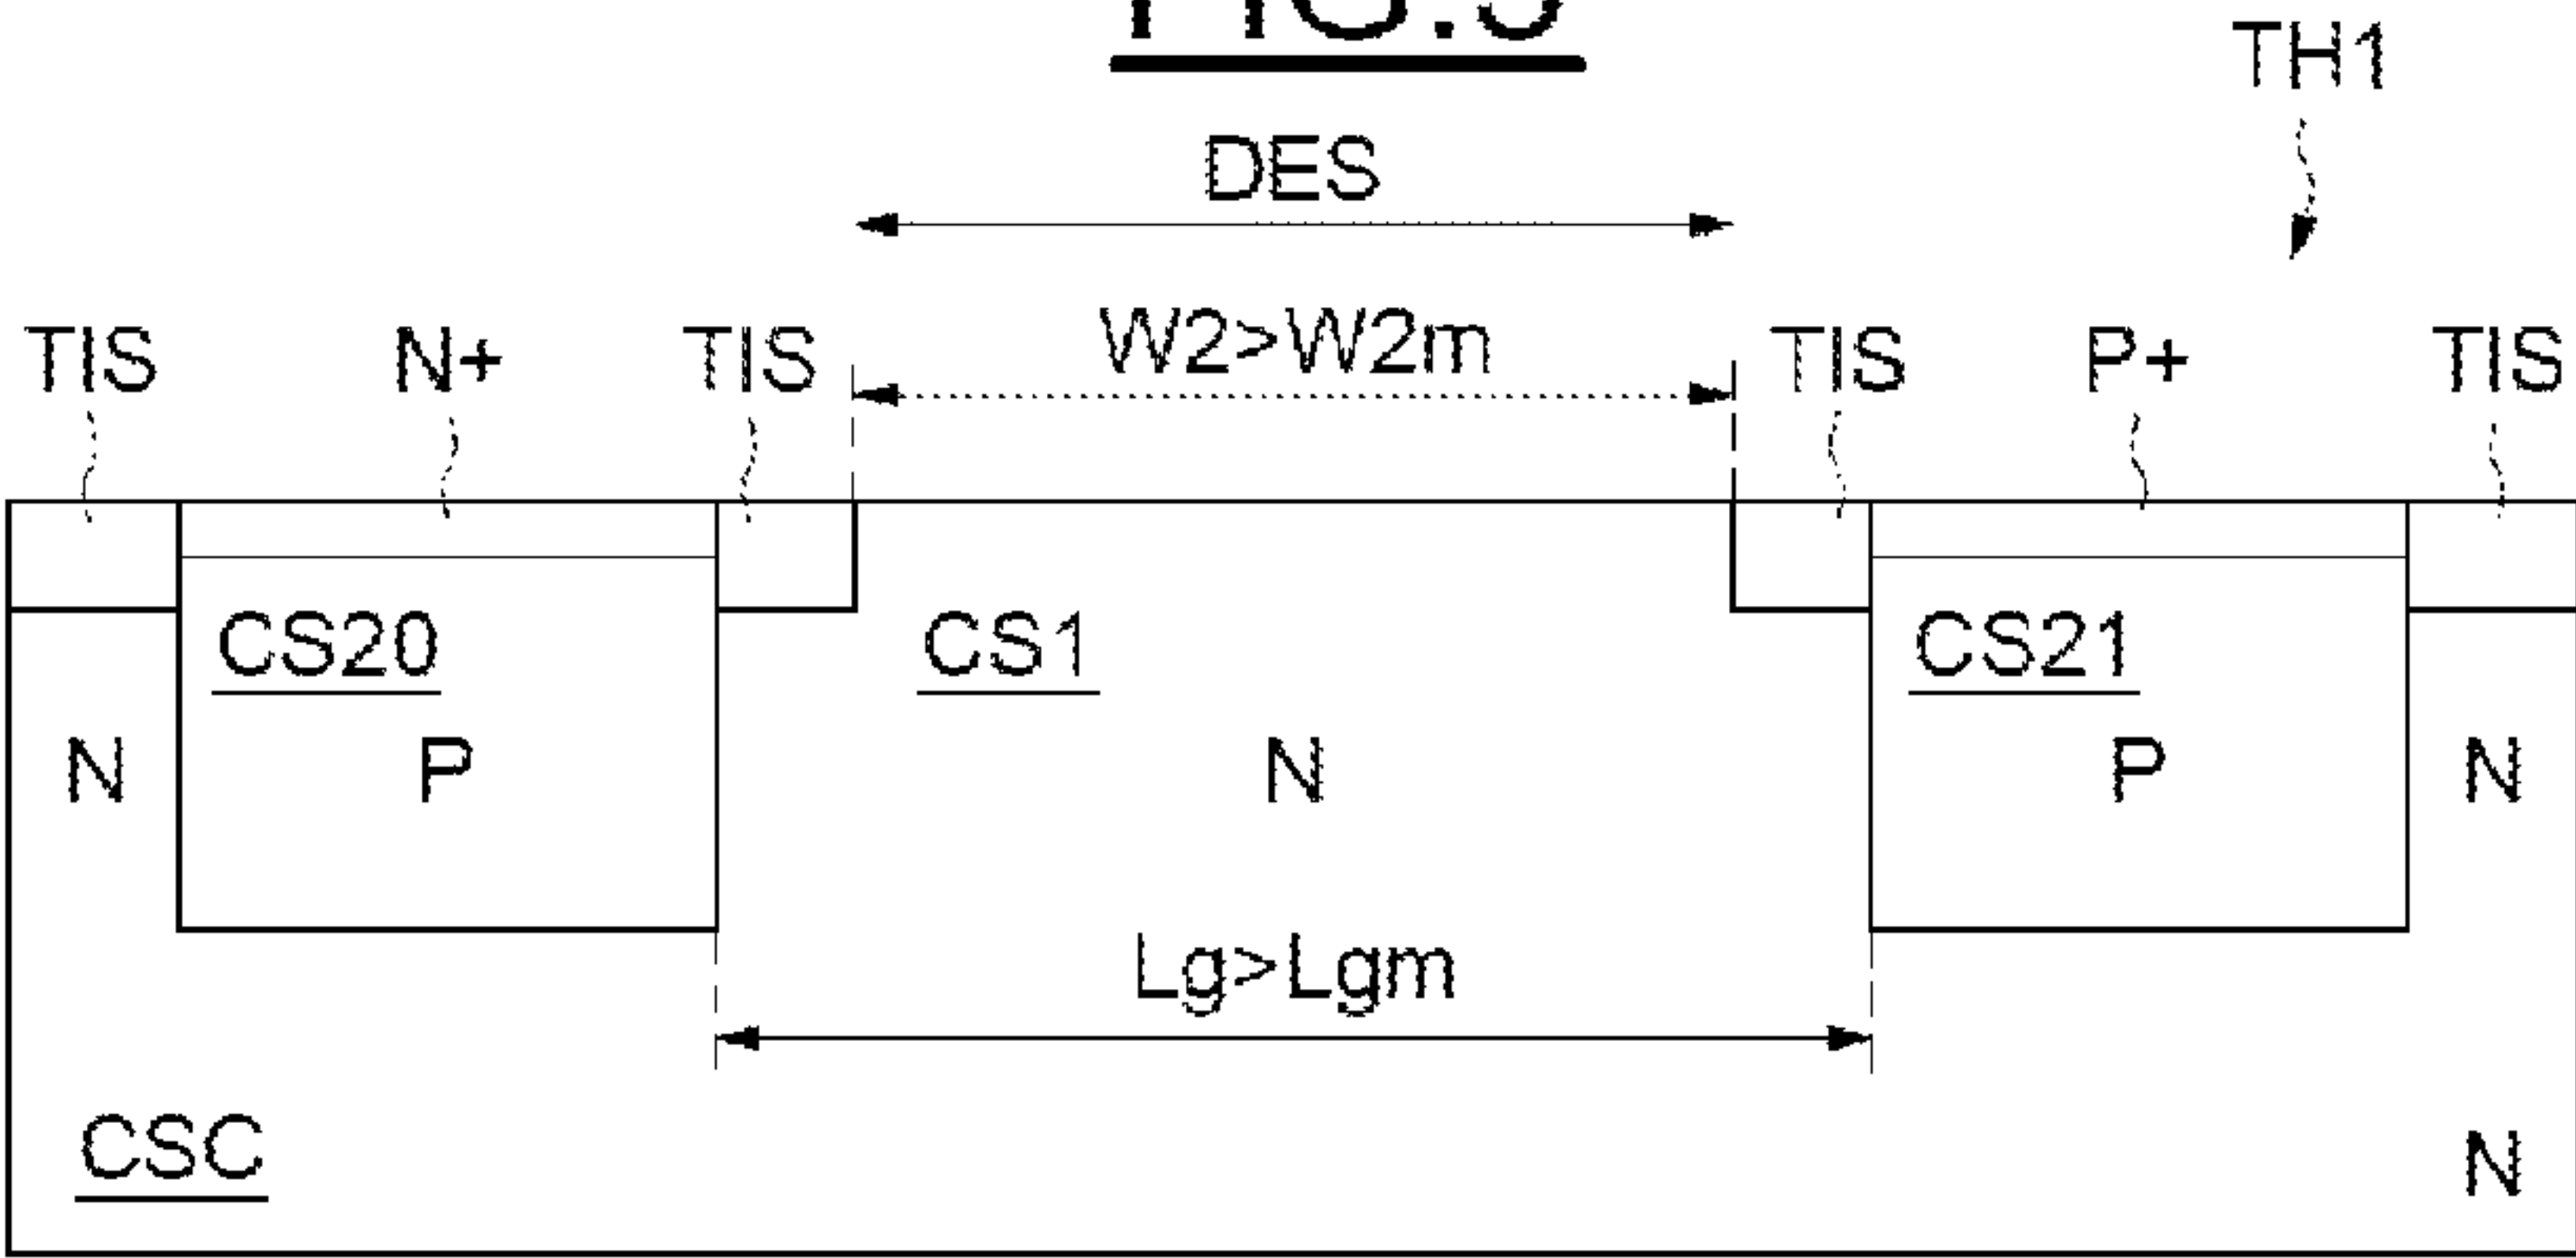 DES
TH1
W2>W2m
TIS N+ TIS TIS P+ TIS
CS20 CS1 CS21
N P N P N
Lg>Lgm
CSC N